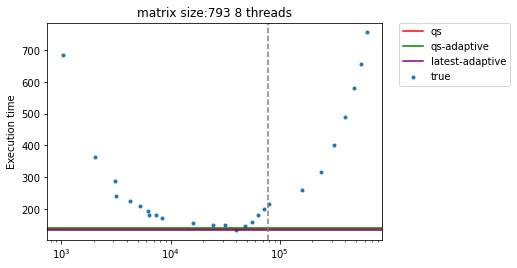 matrix size:793 8 threads
qs
qs-adaptive
latest-adaptive
true
Execution time
700
600
500
400
300
200
10³
10⁴
10⁵